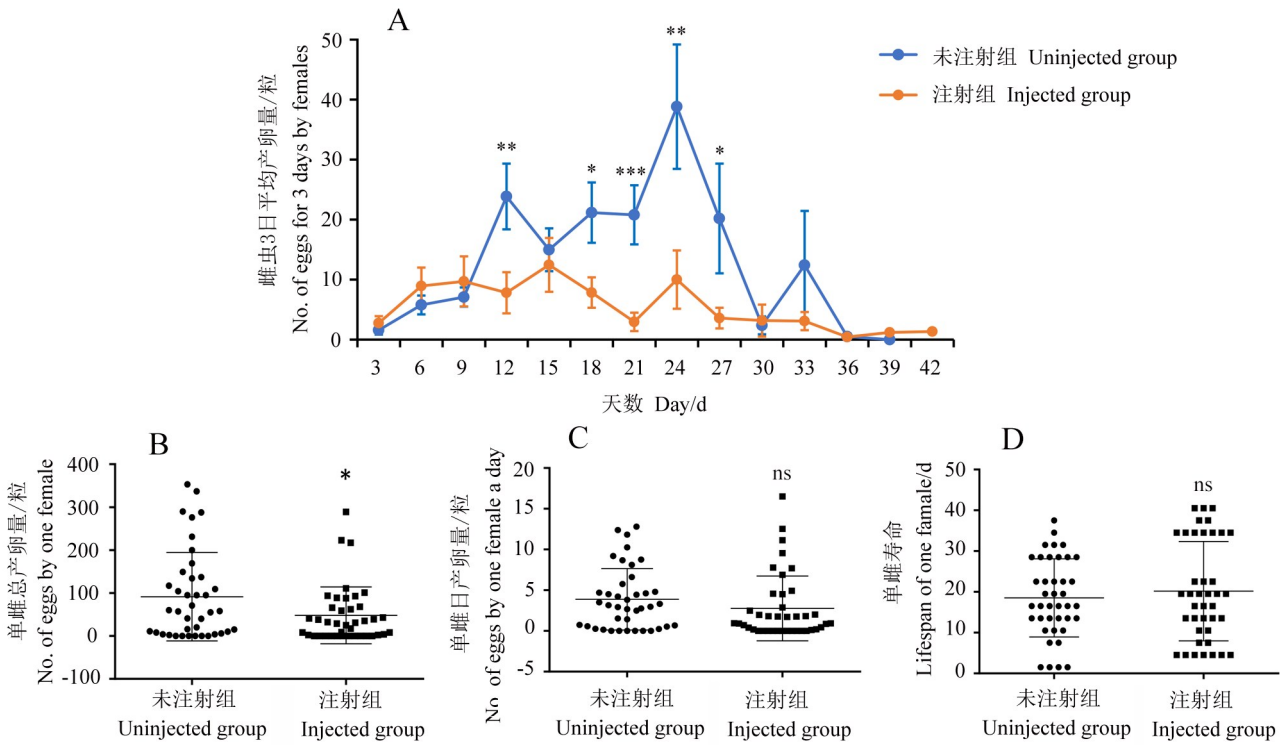 A
雌虫3日平均产卵量/粒
No. of eggs for 3 days by females
50
40
30
20
10
0
**
*
***
**
*
未注射组 Uninjected group
注射组 Injected group
3 6 9 12 15 18 21 24 27 30 33 36 39 42
天数 Day/d
B
单雌总产卵量/粒
No. of eggs by one female
400
300
200
100
0
-100
*
未注射组
Uninjected group
注射组
Injected group
C
单雌日产卵量/粒
No. of eggs by one female a day
20
15
10
5
0
-5
ns
未注射组
Uninjected group
注射组
Injected group
D
单雌寿命
Lifespan of one famale/d
50
40
30
20
10
0
ns
未注射组
Uninjected group
注射组
Injected group